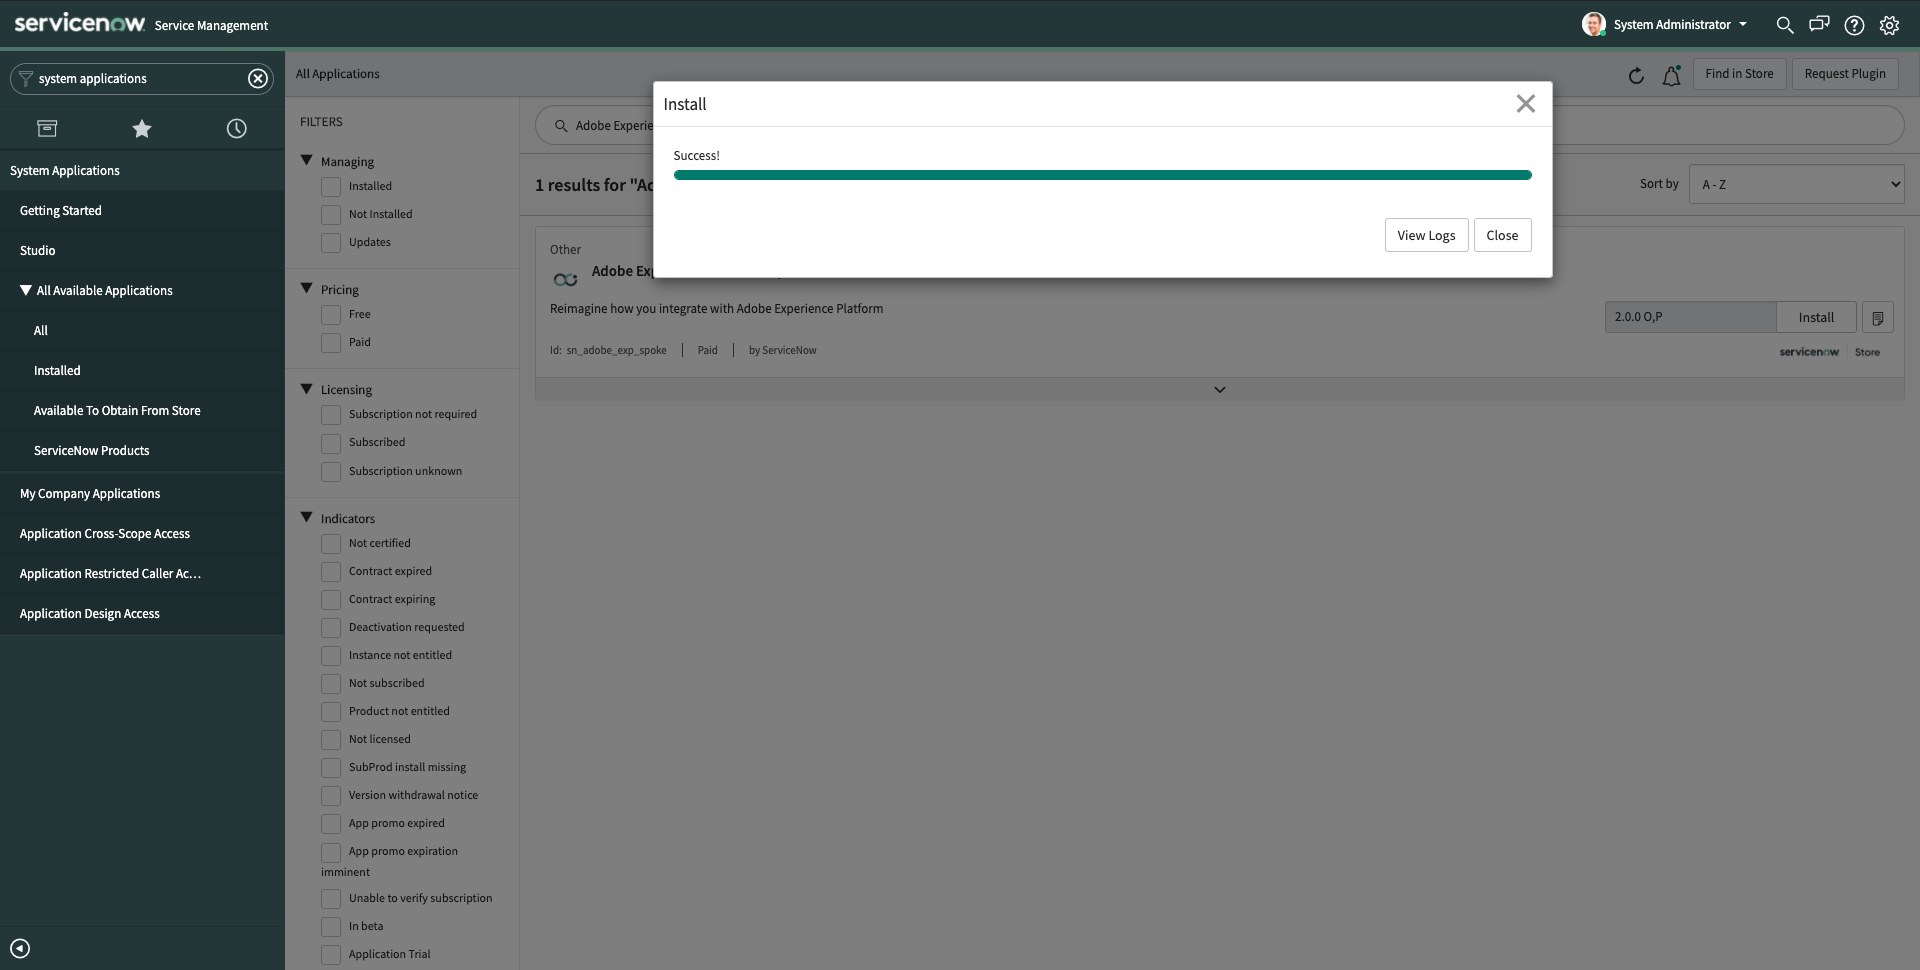 servicenow Service Management
System Administrator
system applications
System Applications
Getting Started
Studio
All Available Applications
All
Installed
Available To Obtain From Store
ServiceNow Products
My Company Applications
Application Cross-Scope Access
Application Restricted Caller Ac...
Application Design Access
All Applications
Find in Store
Request Plugin
FILTERS
Managing
Installed
Not Installed
Updates
Pricing
Free
Paid
Licensing
Subscription not required
Subscribed
Subscription unknown
Indicators
Not certified
Contract expired
Contract expiring
Deactivation requested
Instance not entitled
Not subscribed
Product not entitled
Not licensed
SubProd install missing
Version withdrawal notice
App promo expired
App promo expiration
imminent
Unable to verify subscription
In beta
Application Trial
Adobe Experie
1 results for "Ad
Sort by
A - Z
Install
Success!
View Logs
Close
Other
Adobe Exp
Reimagine how you integrate with Adobe Experience Platform
2.0.0 O,P
Install
Id: sn_adobe_exp_spoke
Paid
by ServiceNow
servicenow Store